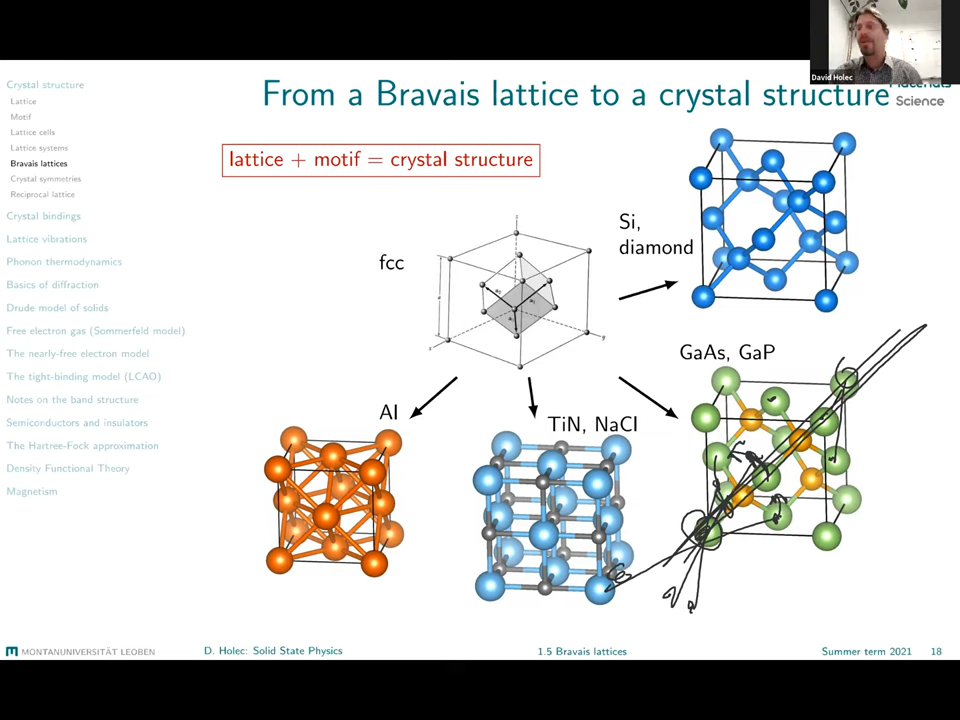 David Holec
From a Bravais lattice to a crystal structure
Materials
Science
Crystal structure
Lattice
Motif
Lattice cells
Lattice systems
Bravais lattices
Crystal symmetries
Reciprocal lattice
Crystal bindings
Lattice vibrations
Phonon thermodynamics
Basics of diffraction
Drude model of solids
Free electron gas (Sommerfeld model)
The nearly-free electron model
The tight-binding model (LCAO)
Notes on the band structure
Semiconductors and insulators
The Hartree-Fock approximation
Density Functional Theory
Magnetism
lattice + motif = crystal structure
fcc
Si,
diamond
GaAs, GaP
Al
TiN, NaCl
MONTANUNIVERSITÄT LEOBEN
D. Holec: Solid State Physics
1.5 Bravais lattices
Summer term 2021 18